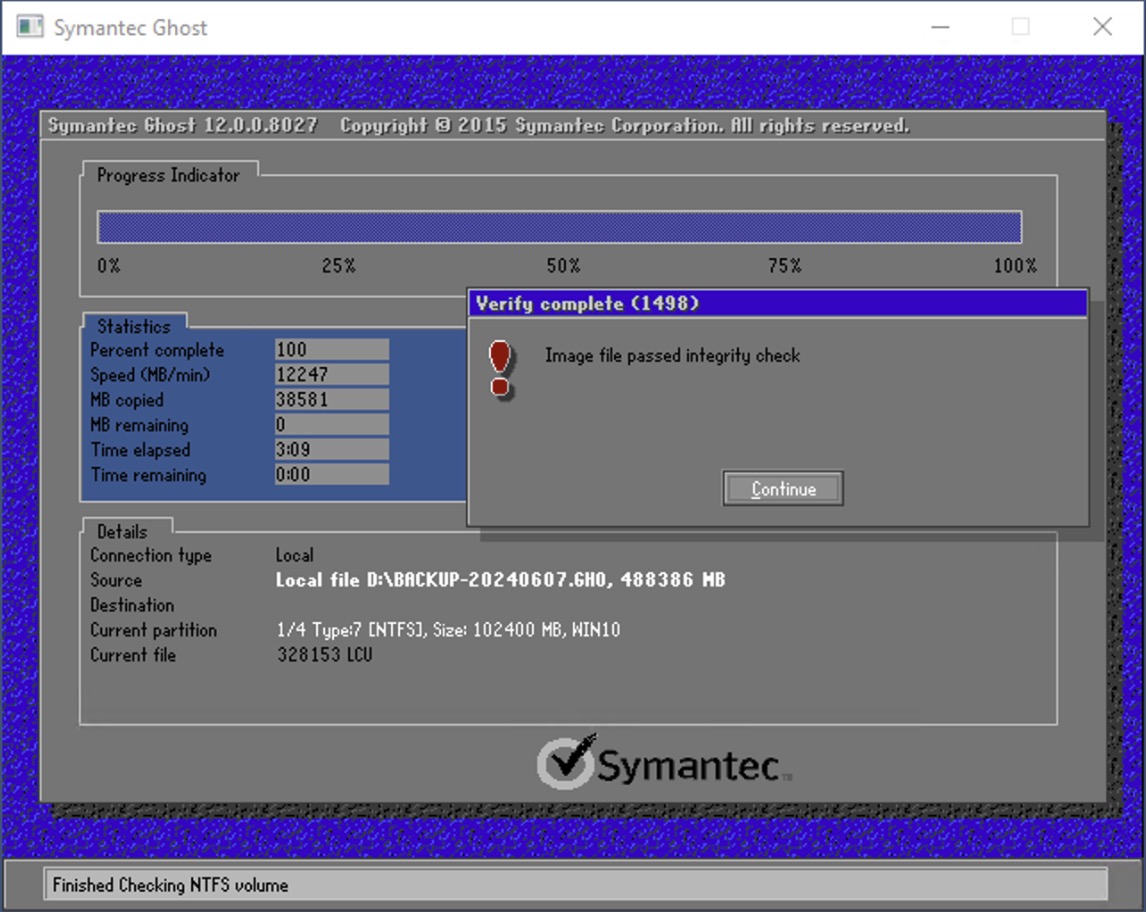 Symantec Ghost
Symantec Ghost 12.0.0.8027 Copyright © 2015 Symantec Corporation. All rights reserved.
Progress Indicator
0% 25% 50% 75% 100%
Verify complete (1498)
Image file passed integrity check
Continue
Statistics
Percent complete 100
Speed (MB/min) 12247
MB copied 38581
MB remaining 0
Time elapsed 3:09
Time remaining 0:00
Details
Connection type Local
Source Local file D:\BACKUP-20240607.GHO, 488386 MB
Destination
Current partition 1/4 Type:7 [NTFS], Size: 102400 MB, WIN10
Current file 328153 LCU
Symantec™
Finished Checking NTFS volume